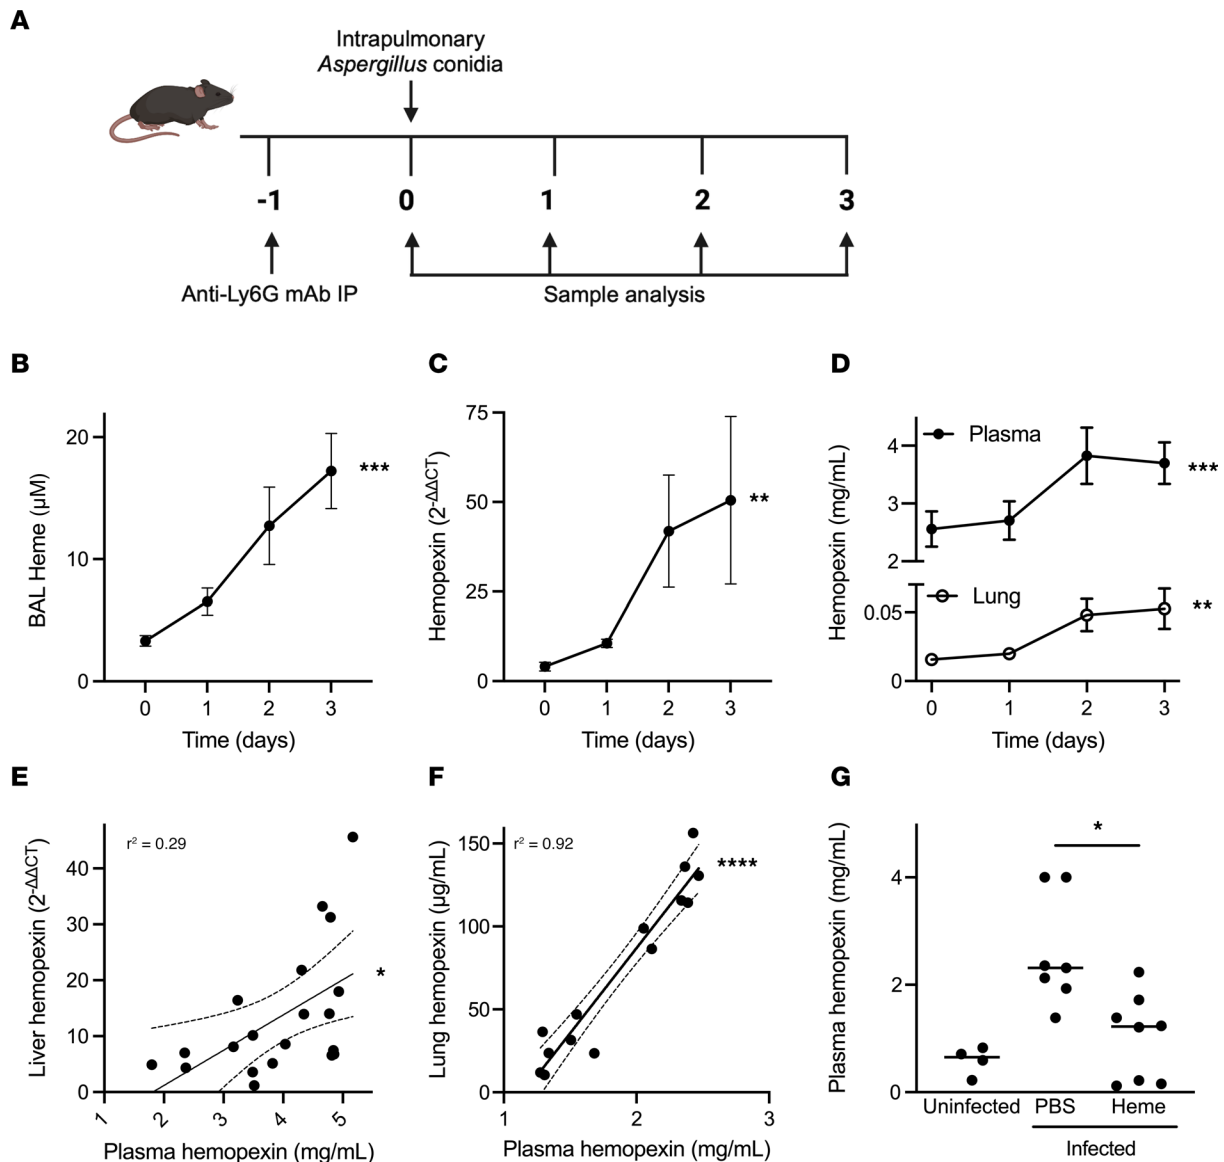 A
Intrapulmonary
Aspergillus conidia
-1
0
1
2
3
Anti-Ly6G mAb IP
Sample analysis
B
BAL Heme (µM)
20
10
0
***
0 1 2 3
Time (days)
C
Hemopexin (2-ΔΔCT)
75
50
25
0
**
0 1 2 3
Time (days)
D
Hemopexin (mg/mL)
Plasma
4
3
2
***
Lung
0.05
0
**
0 1 2 3
Time (days)
E
Liver hemopexin (2-ΔΔCT)
r2 = 0.29
40
30
20
10
0
*
1 2 3 4 5
Plasma hemopexin (mg/mL)
F
Lung hemopexin (µg/mL)
r2 = 0.92
150
100
50
0
****
1 2 3
Plasma hemopexin (mg/mL)
G
Plasma hemopexin (mg/mL)
4
2
0
*
Uninfected PBS Heme
Infected